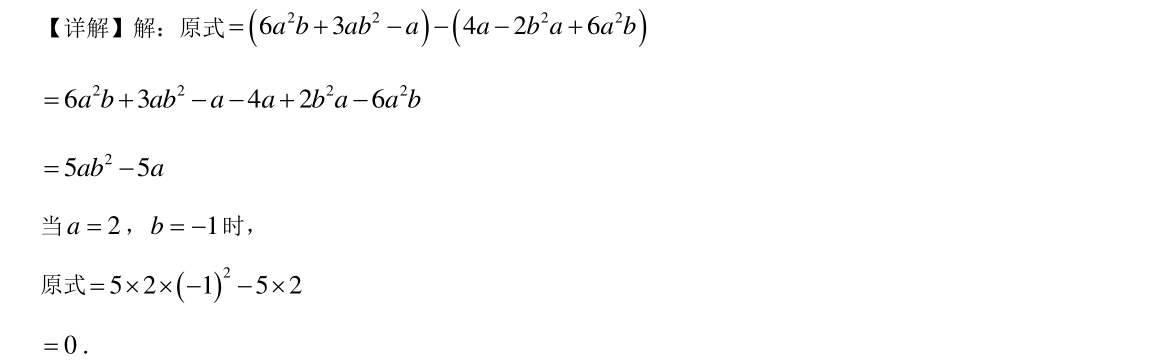 【详解】解：原式=(6a²b+3ab²−a)−(4a−2b²a+6a²b)
=6a²b+3ab²−a−4a+2b²a−6a²b
=5ab²−5a
当a=2，b=−1时，
原式=5×2×(−1)²−5×2
=0．